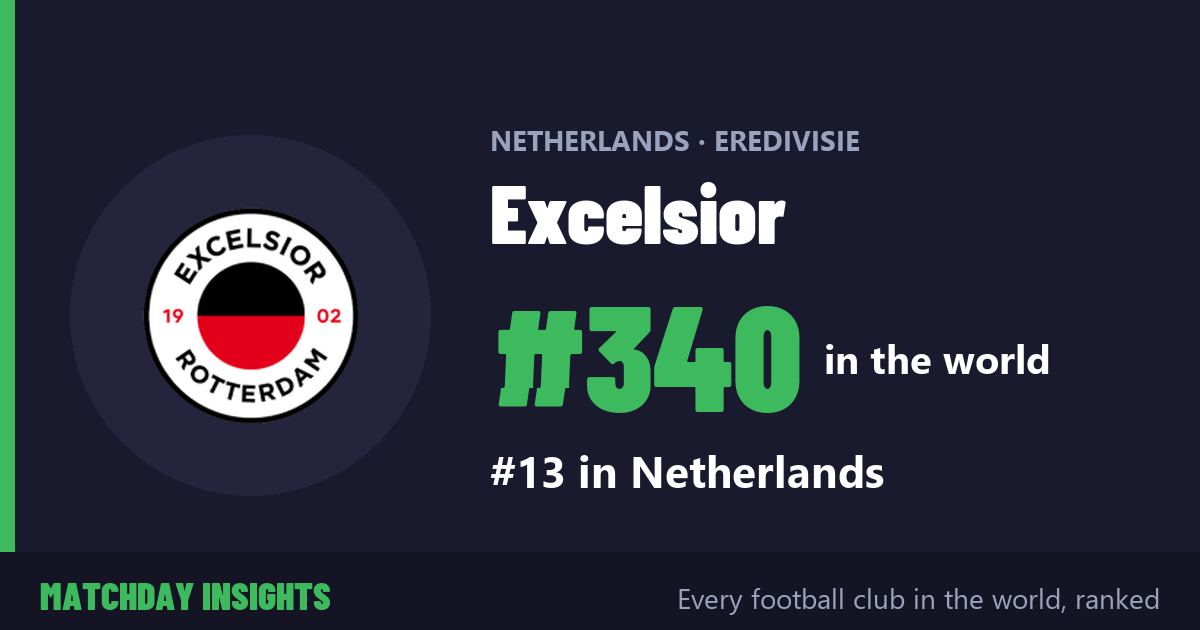 NETHERLANDS · EREDIVISIE
Excelsior
EXCELSIOR
19 02
ROTTERDAM
#340 in the world
#13 in Netherlands
MATCHDAY INSIGHTS
Every football club in the world, ranked